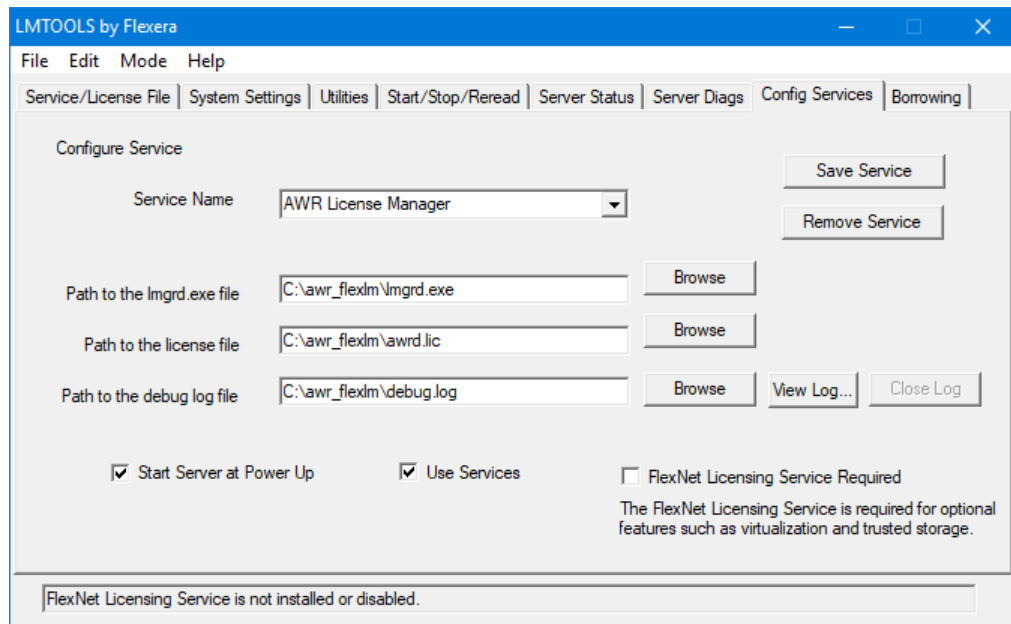 LMTOOLS by Flexera
File Edit Mode Help
Service/License File System Settings Utilities Start/Stop/Reread Server Status Server Diags Config Services Borrowing
Configure Service
Save Service
Service Name AWR License Manager
Remove Service
Path to the lmgrd.exe file C:\awr_flexlm\lmgrd.exe Browse
Path to the license file C:\awr_flexlm\awrd.lic Browse
Path to the debug log file C:\awr_flexlm\debug.log Browse View Log... Close Log
Start Server at Power Up Use Services FlexNet Licensing Service Required
The FlexNet Licensing Service is required for optional
features such as virtualization and trusted storage.
FlexNet Licensing Service is not installed or disabled.